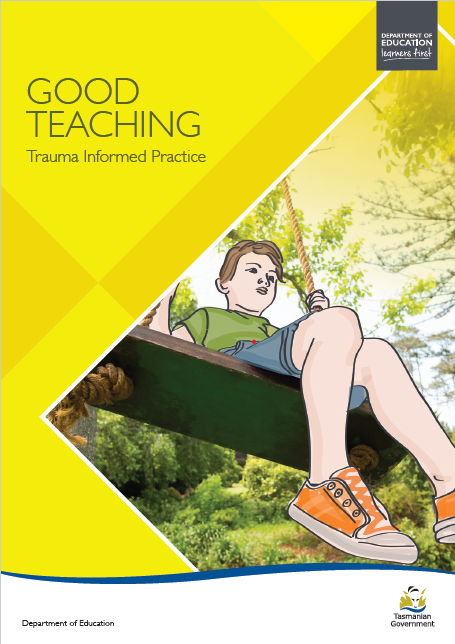 DEPARTMENT OF
EDUCATION
learners first
GOOD
TEACHING
Trauma Informed Practice
Department of Education
Tasmanian
Government